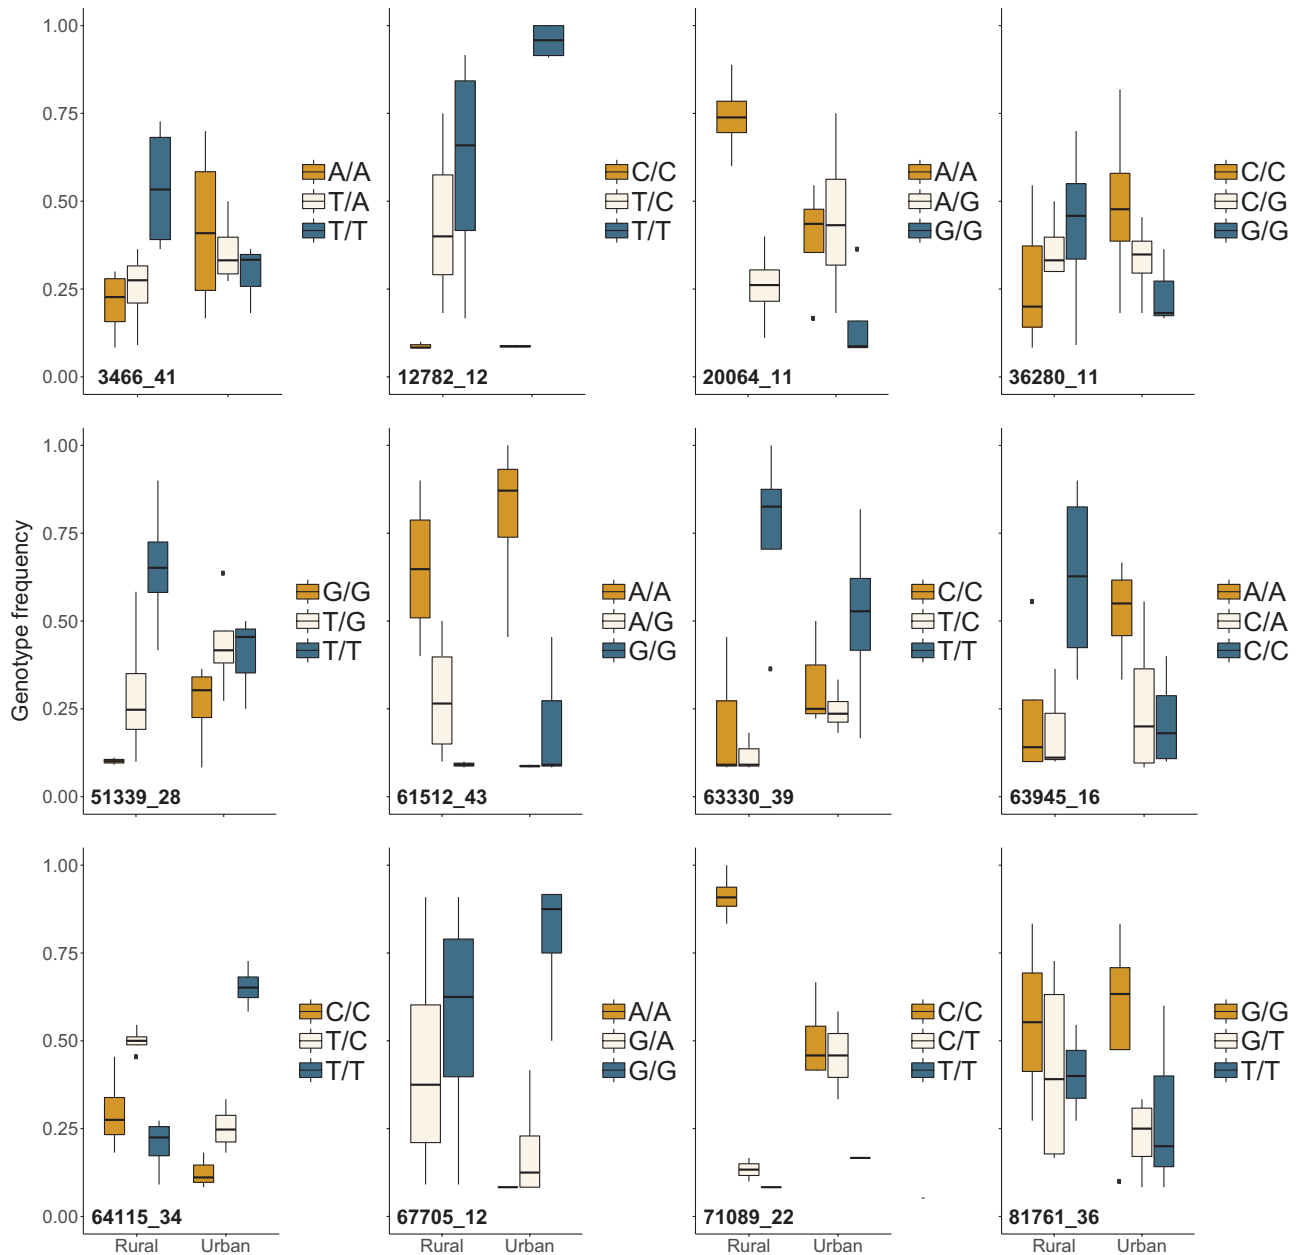 1.00
0.75
0.50
0.25
0.00
A/A
T/A
T/T
3466_41
C/C
T/C
T/T
12782_12
A/A
A/G
G/G
20064_11
C/C
C/G
G/G
36280_11
Genotype frequency
1.00
0.75
0.50
0.25
0.00
G/G
T/G
T/T
51339_28
A/A
A/G
G/G
61512_43
C/C
T/C
T/T
63330_39
A/A
C/A
C/C
63945_16
1.00
0.75
0.50
0.25
0.00
C/C
T/C
T/T
64115_34
Rural Urban
A/A
G/A
G/G
67705_12
Rural Urban
C/C
C/T
T/T
71089_22
Rural Urban
G/G
G/T
T/T
81761_36
Rural Urban